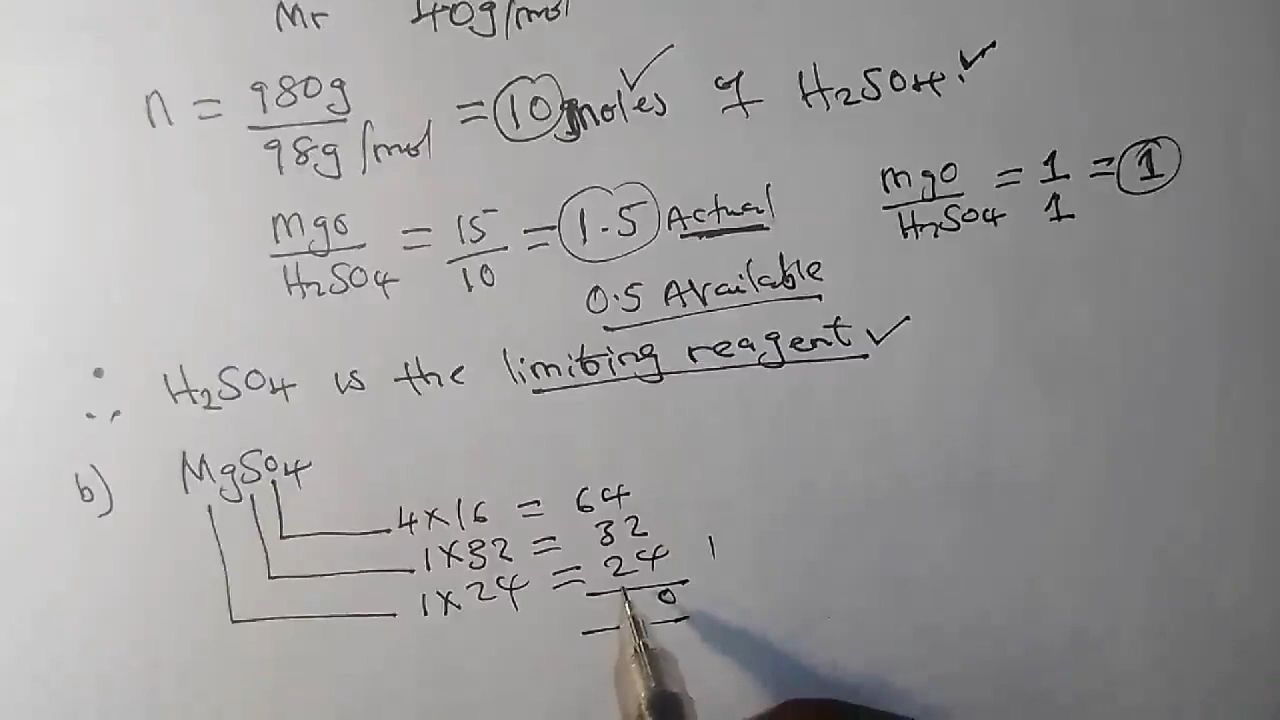 Mr 40g/mol
n = 980g / 98g/mol = 10 moles of H2SO4. ✓
MgO / H2SO4 = 15 / 10 = 1.5 Actual
MgO / H2SO4 = 1 / 1 = 1
0.5 Available
∴ H2SO4 is the limiting reagent ✓
b) MgSO4
4 x 16 = 64
1 x 32 = 32
1 x 24 = 24 1
0